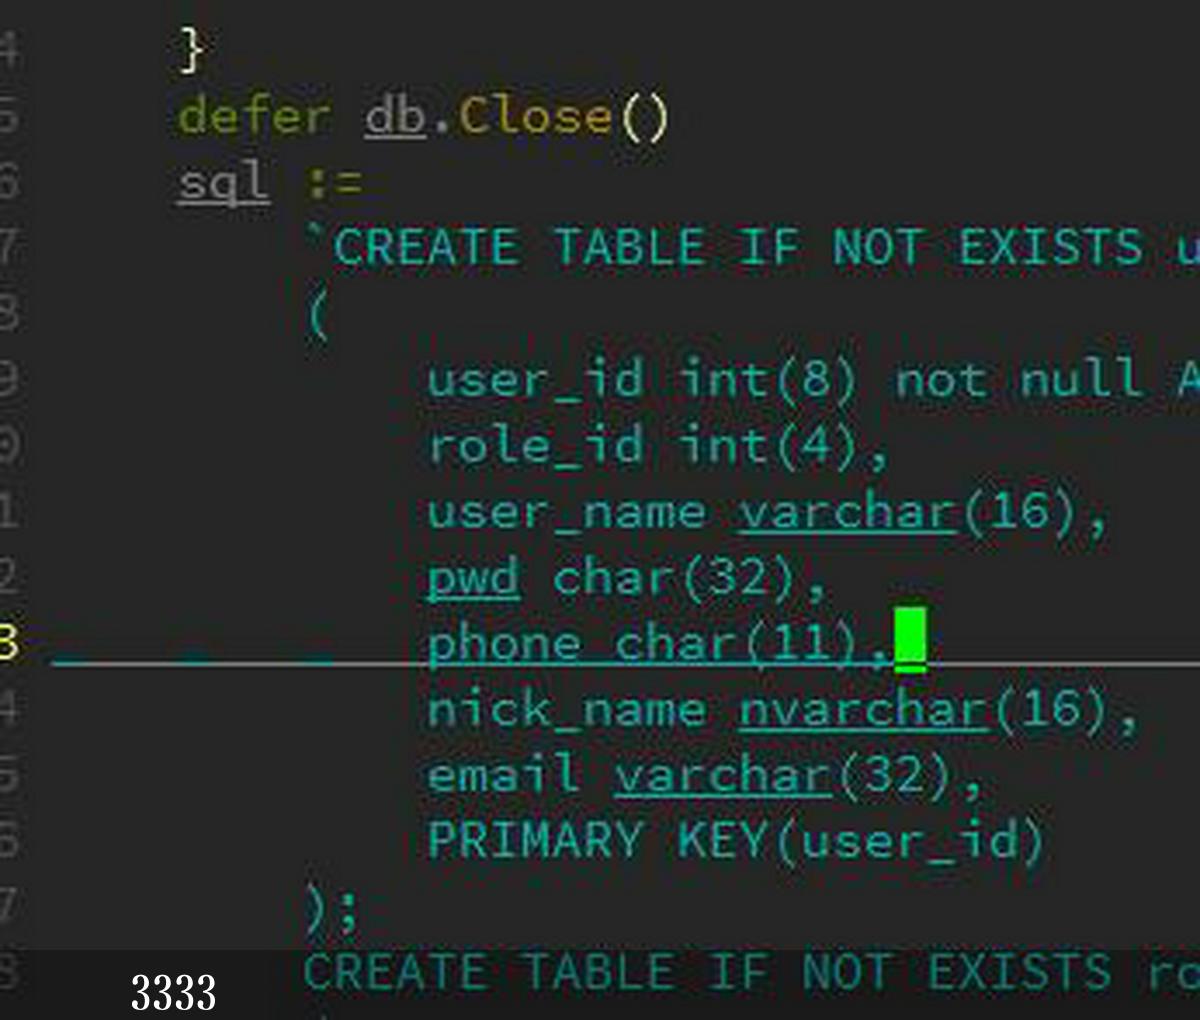 4 }
5 defer db.Close()
6 sql :=
7 `CREATE TABLE IF NOT EXISTS u
8 (
9 user_id int(8) not null A
0 role_id int(4),
1 user_name varchar(16),
2 pwd char(32),
3 phone char(11),
4 nick_name nvarchar(16),
5 email varchar(32),
6 PRIMARY KEY(user_id)
7 );
8 CREATE TABLE IF NOT EXISTS ro
3333